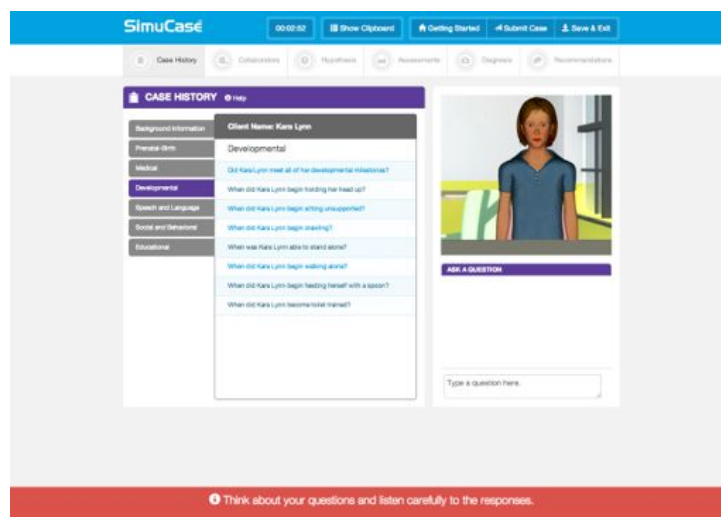 SimuCase
00:02:52
Show Clipboard
Getting Started
Submit Case
Save & Exit
Case History
Collaborators
Hypothesis
Assessments
Diagnosis
Recommendations
CASE HISTORY Help
Background Information
Prenatal-Birth
Medical
Developmental
Speech and Language
Social and Behavioral
Educational
Client Name: Kara Lynn
Developmental
Did Kara Lynn meet all of her developmental milestones?
When did Kara Lynn begin holding her head up?
When did Kara Lynn begin sitting unsupported?
When did Kara Lynn begin crawling?
When was Kara Lynn able to stand alone?
When did Kara Lynn begin walking alone?
When did Kara Lynn begin feeding herself with a spoon?
When did Kara Lynn become toilet trained?
ASK A QUESTION
Type a question here.
Think about your questions and listen carefully to the responses.